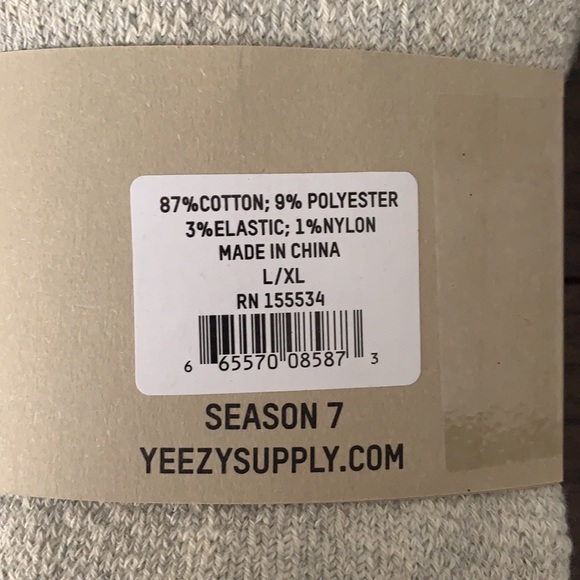 87%COTTON; 9% POLYESTER
3%ELASTIC; 1%NYLON
MADE IN CHINA
L/XL
RN 155534
6 65570 08587 3
SEASON 7
YEEZYSUPPLY.COM